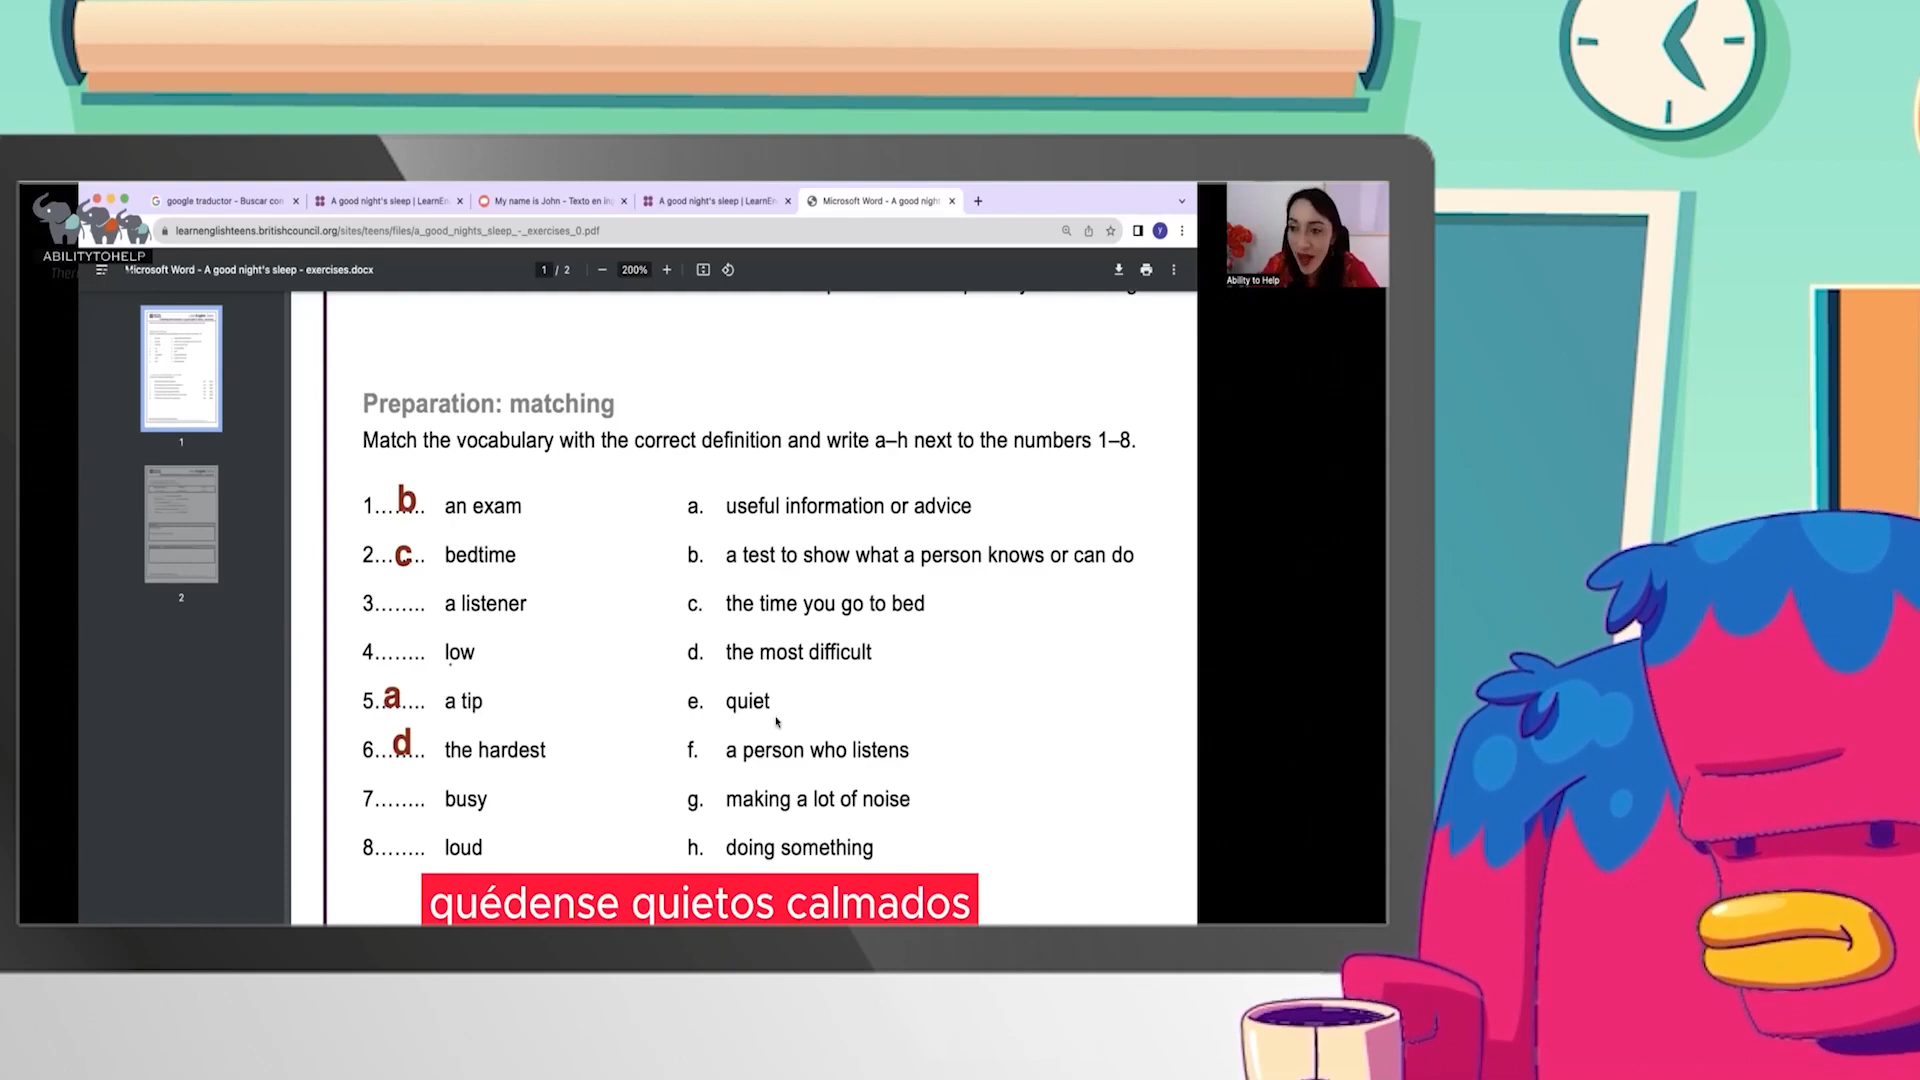 google traductor - Buscar con
A good night's sleep | LearnEn
My name is John - Texto en in
A good night's sleep | LearnEn
Microsoft Word - A good night
learnenglishteens.britishcouncil.org/sites/teens/files/a_good_nights_sleep_-_exercises_0.pdf
ABILITYTOHELP
Microsoft Word - A good night's sleep - exercises.docx
1 / 2
200%
Ability to Help
1
2
Preparation: matching
Match the vocabulary with the correct definition and write a–h next to the numbers 1–8.
1...b... an exam a. useful information or advice
2...c... bedtime b. a test to show what a person knows or can do
3........ a listener c. the time you go to bed
4........ low d. the most difficult
5.a.... a tip e. quiet
6...d... the hardest f. a person who listens
7........ busy g. making a lot of noise
8........ loud h. doing something
quédense quietos calmados